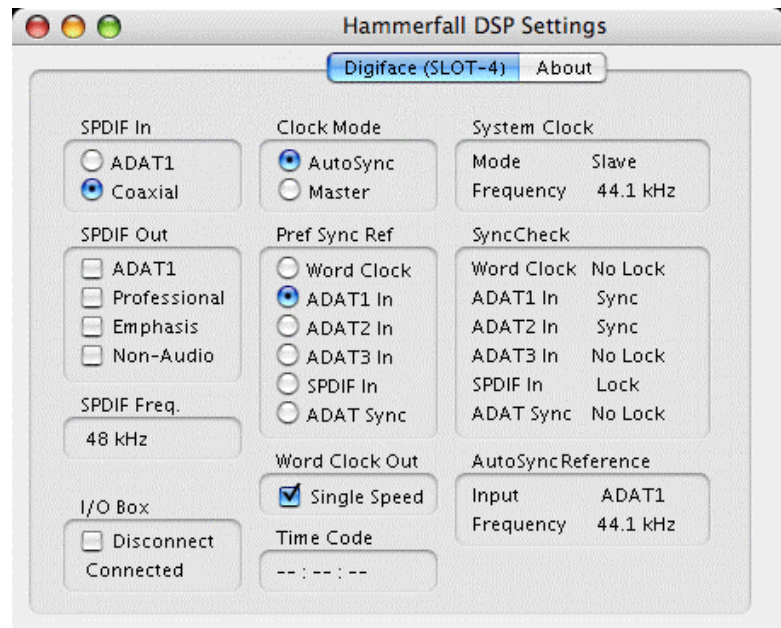 Hammerfall DSP Settings
Digiface (SLOT-4) About
SPDIF In
ADAT1
Coaxial
SPDIF Out
ADAT1
Professional
Emphasis
Non-Audio
SPDIF Freq.
48 kHz
I/O Box
Disconnect
Connected
Clock Mode
AutoSync
Master
Pref Sync Ref
Word Clock
ADAT1 In
ADAT2 In
ADAT3 In
SPDIF In
ADAT Sync
Word Clock Out
Single Speed
Time Code
-- : -- : --
System Clock
Mode Slave
Frequency 44.1 kHz
SyncCheck
Word Clock No Lock
ADAT1 In Sync
ADAT2 In Sync
ADAT3 In No Lock
SPDIF In Lock
ADAT Sync No Lock
AutoSyncReference
Input ADAT1
Frequency 44.1 kHz